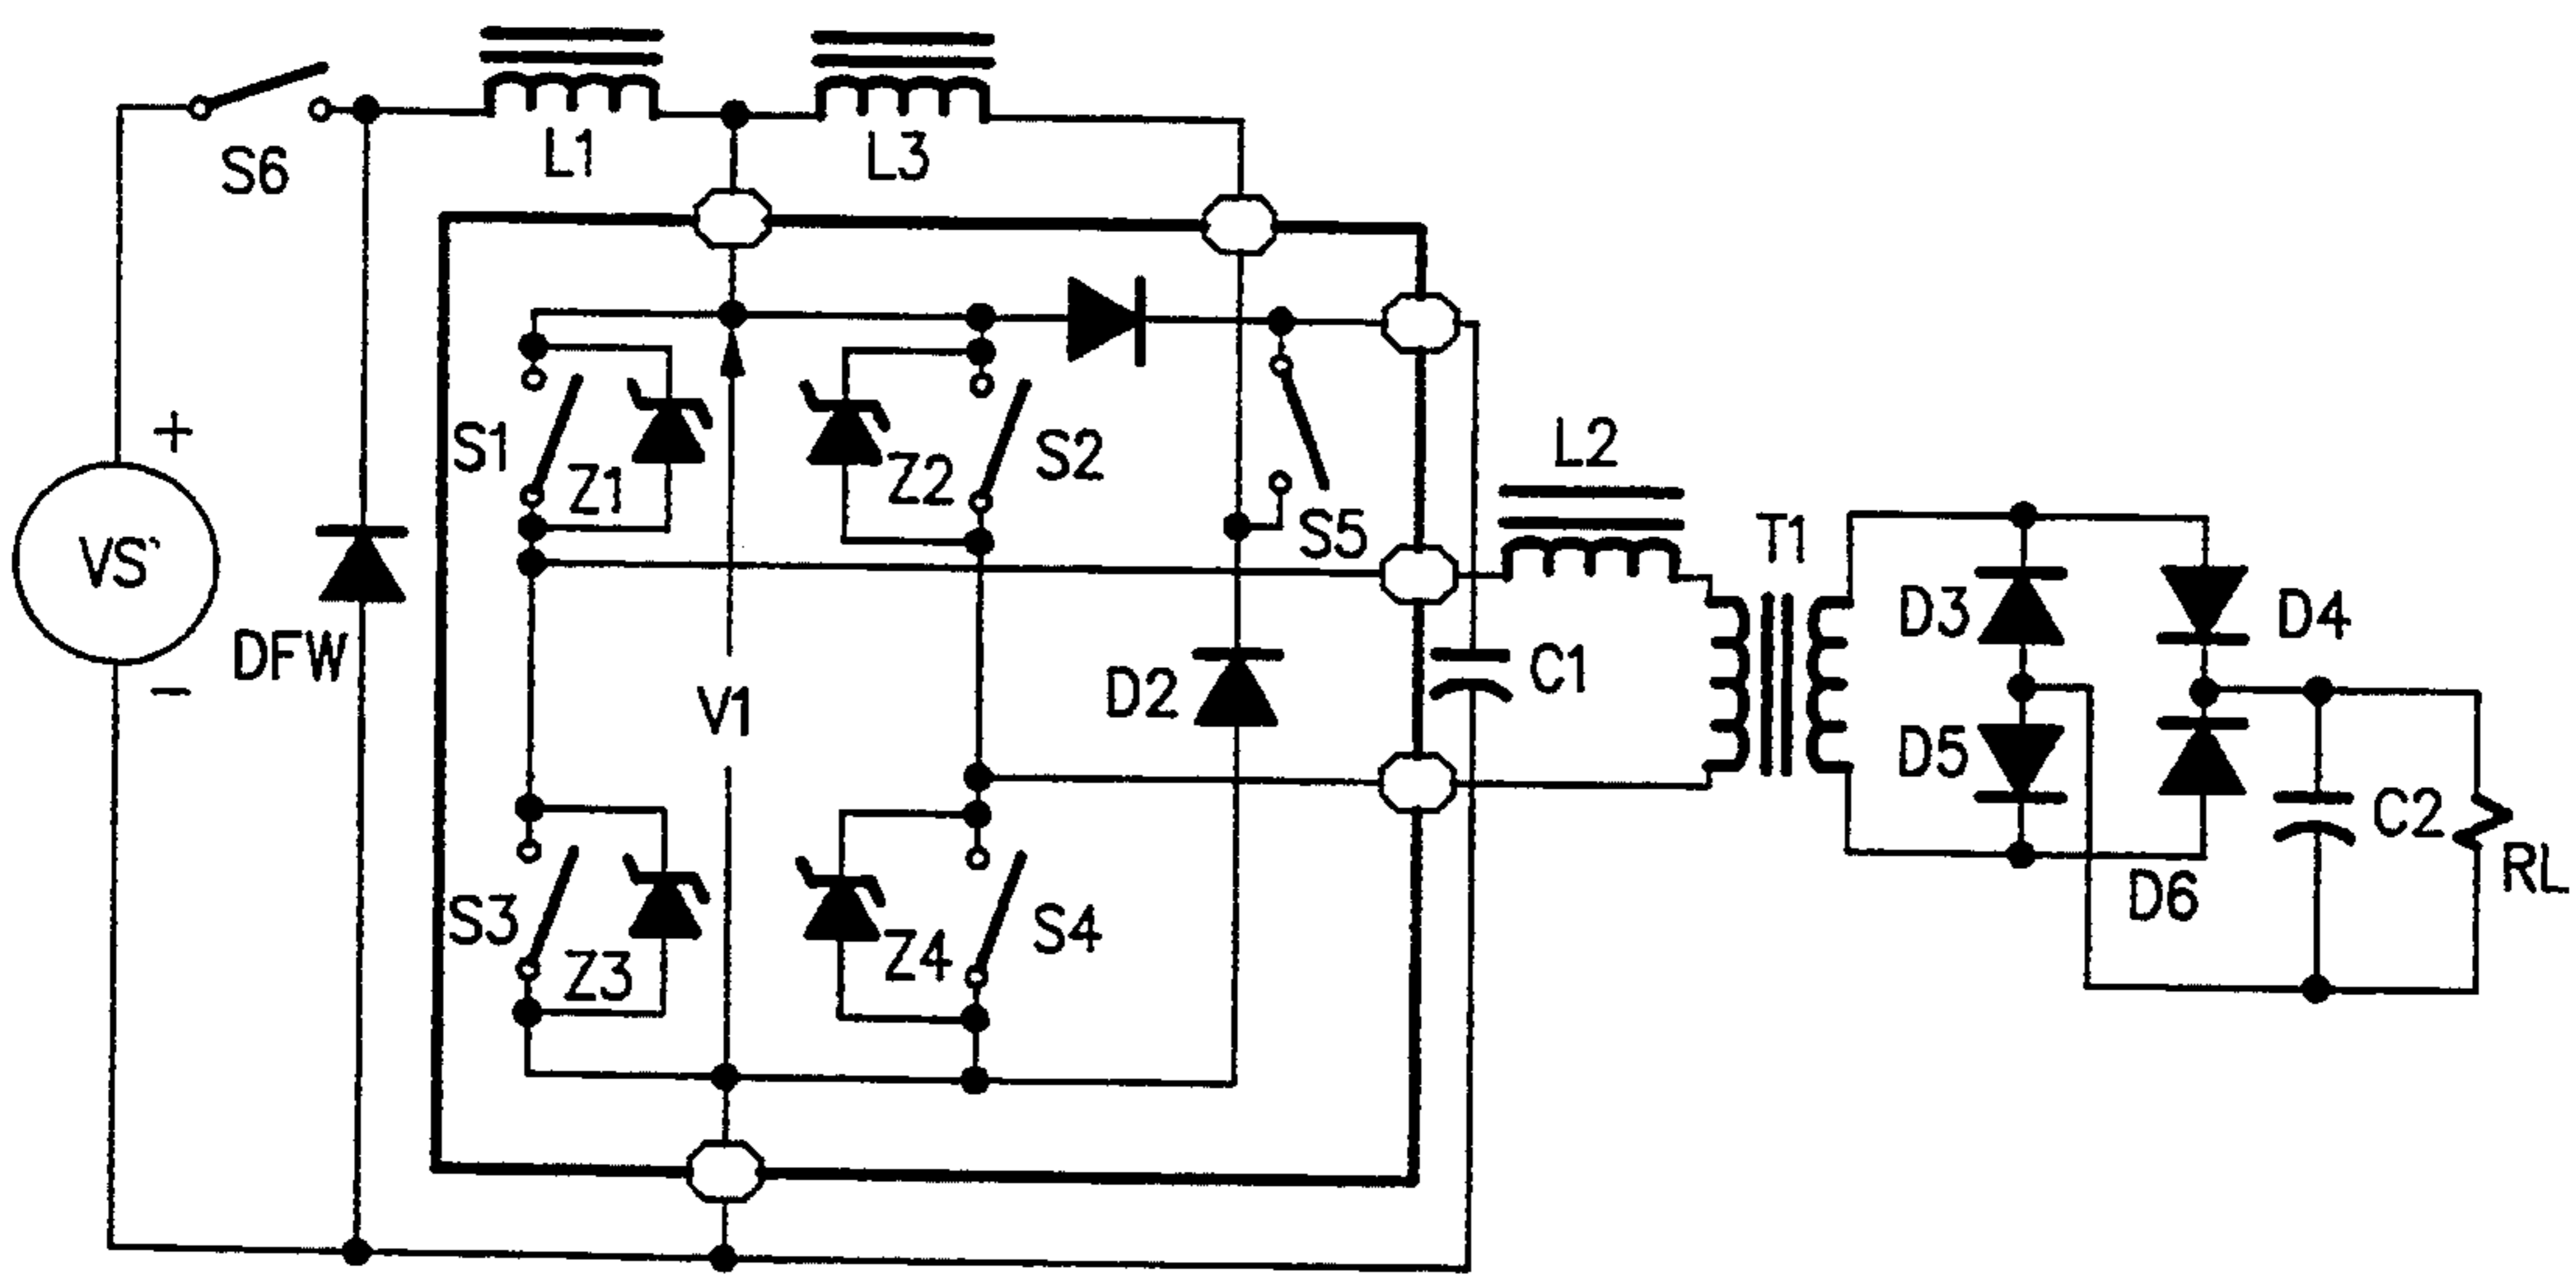 S6
L1
L3
+
VS
−
DFW
S1
Z1
Z2
S2
S5
V1
D2
S3
Z3
Z4
S4
L2
C1
T1
D3
D4
D5
D6
C2
RL